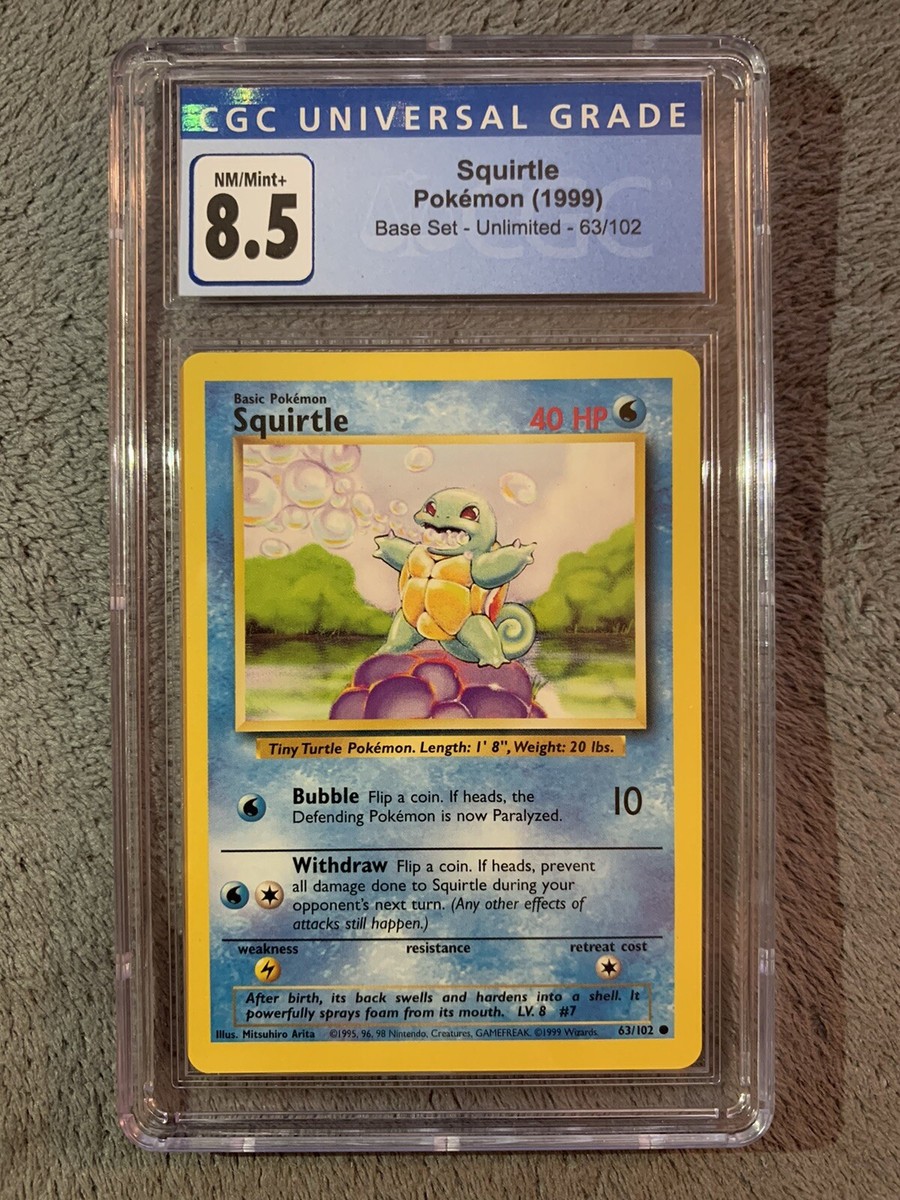 CGC UNIVERSAL GRADE
NM/Mint+
8.5
Squirtle
Pokémon (1999)
Base Set - Unlimited - 63/102
CGC
Basic Pokémon
Squirtle
40 HP
Tiny Turtle Pokémon. Length: 1' 8", Weight: 20 lbs.
Bubble Flip a coin. If heads, the
Defending Pokémon is now Paralyzed.
10
Withdraw Flip a coin. If heads, prevent
all damage done to Squirtle during your
opponent's next turn. (Any other effects of
attacks still happen.)
weakness resistance retreat cost
After birth, its back swells and hardens into a shell. It
powerfully sprays foam from its mouth. LV. 8 #7
Illus. Mitsuhiro Arita ©1995, 96, 98 Nintendo, Creatures, GAMEFREAK. ©1999 Wizards. 63/102